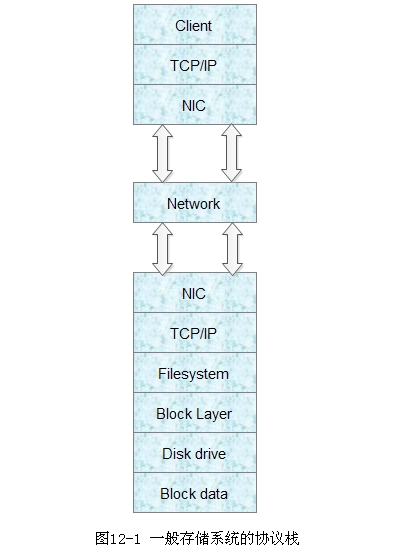 Client
TCP/IP
NIC
Network
NIC
TCP/IP
Filesystem
Block Layer
Disk drive
Block data
图12-1 一般存储系统的协议栈